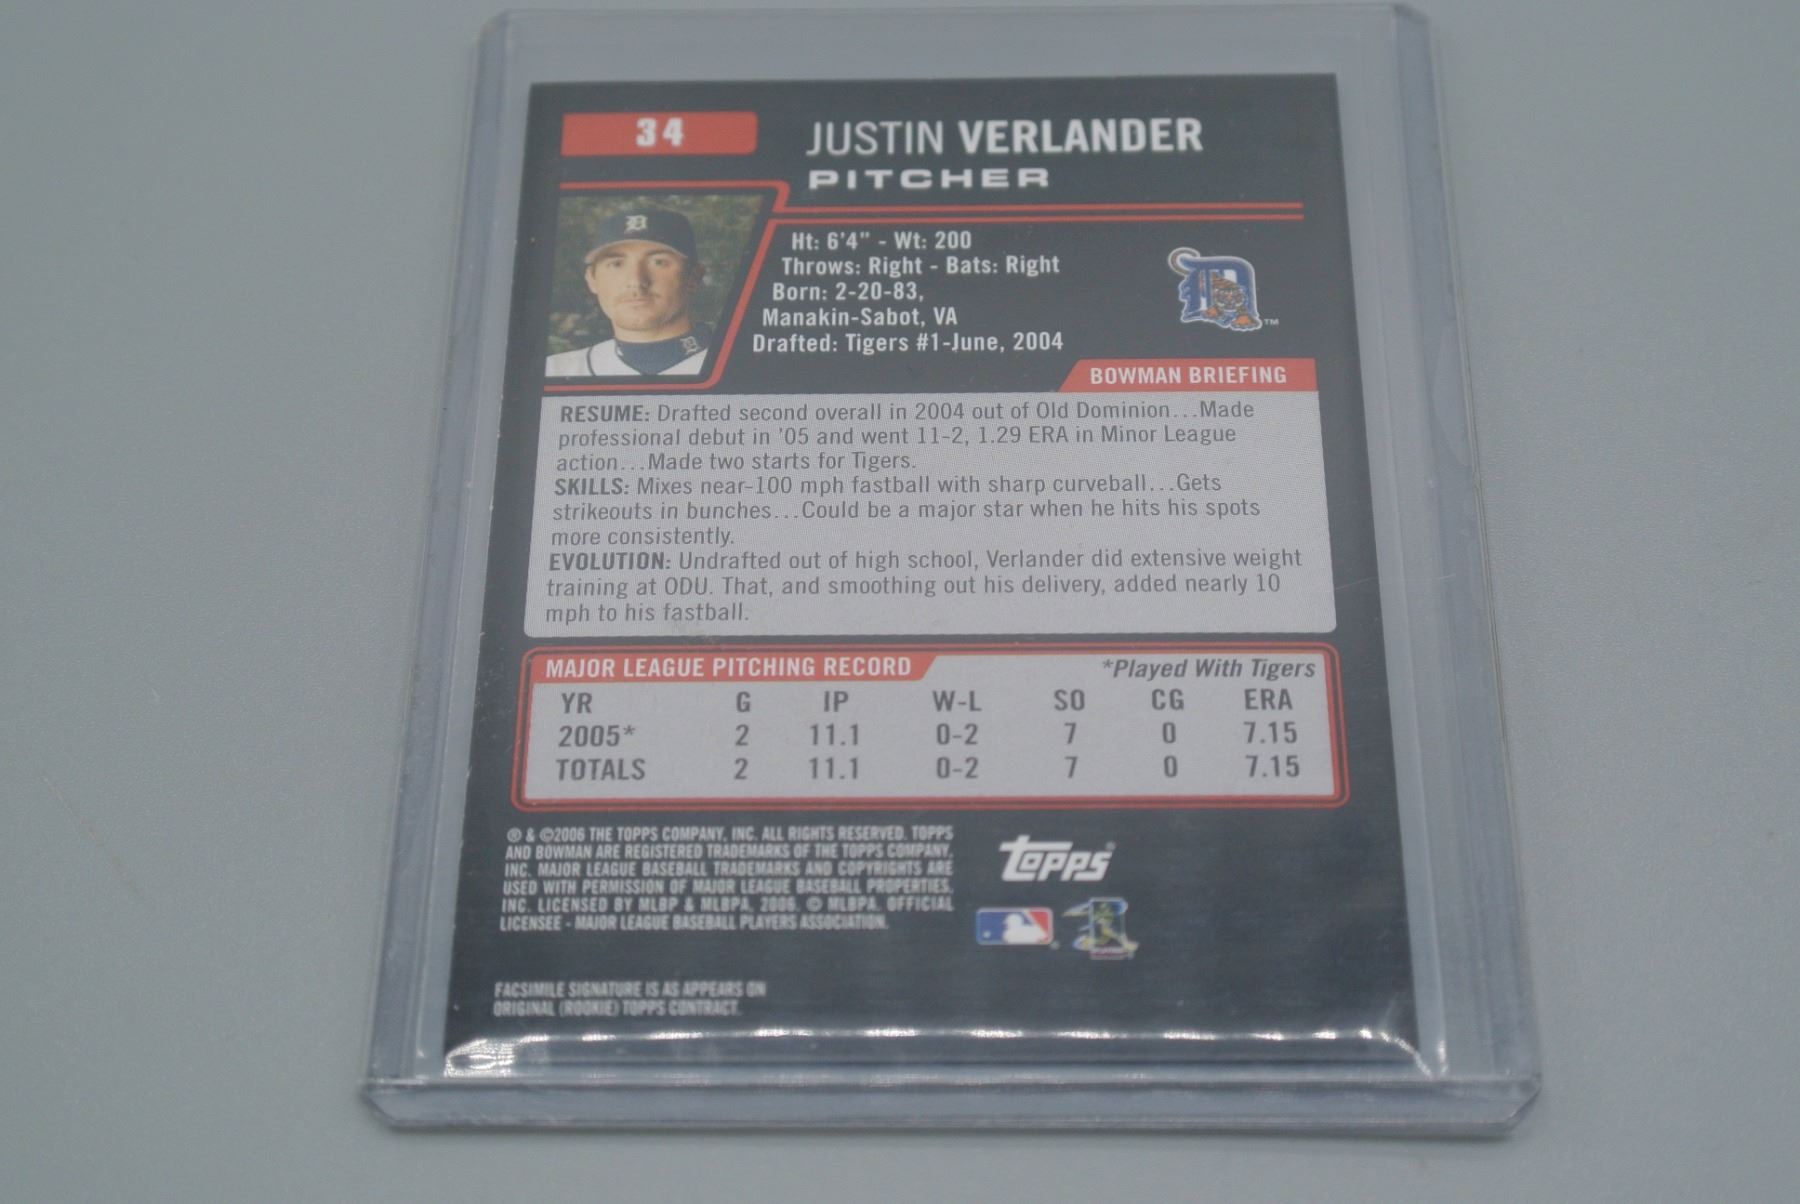 34
JUSTIN VERLANDER
PITCHER
Ht: 6'4" - Wt: 200
Throws: Right - Bats: Right
Born: 2-20-83,
Manakin-Sabot, VA
Drafted: Tigers #1-June, 2004
D
TM
BOWMAN BRIEFING
RESUME: Drafted second overall in 2004 out of Old Dominion...Made
professional debut in '05 and went 11-2, 1.29 ERA in Minor League
action...Made two starts for Tigers.
SKILLS: Mixes near-100 mph fastball with sharp curveball...Gets
strikeouts in bunches...Could be a major star when he hits his spots
more consistently.
EVOLUTION: Undrafted out of high school, Verlander did extensive weight
training at ODU. That, and smoothing out his delivery, added nearly 10
mph to his fastball.
MAJOR LEAGUE PITCHING RECORD *Played With Tigers
YR G IP W-L SO CG ERA
2005* 2 11.1 0-2 7 0 7.15
TOTALS 2 11.1 0-2 7 0 7.15
® & ©2006 THE TOPPS COMPANY, INC. ALL RIGHTS RESERVED. TOPPS
AND BOWMAN ARE REGISTERED TRADEMARKS OF THE TOPPS COMPANY,
INC. MAJOR LEAGUE BASEBALL TRADEMARKS AND COPYRIGHTS ARE
USED WITH PERMISSION OF MAJOR LEAGUE BASEBALL PROPERTIES,
INC. LICENSED BY MLBP & MLBPA, 2006. © MLBPA. OFFICIAL
LICENSEE - MAJOR LEAGUE BASEBALL PLAYERS ASSOCIATION.
Topps
FACSIMILE SIGNATURE IS AS APPEARS ON
ORIGINAL (ROOKIE) TOPPS CONTRACT.